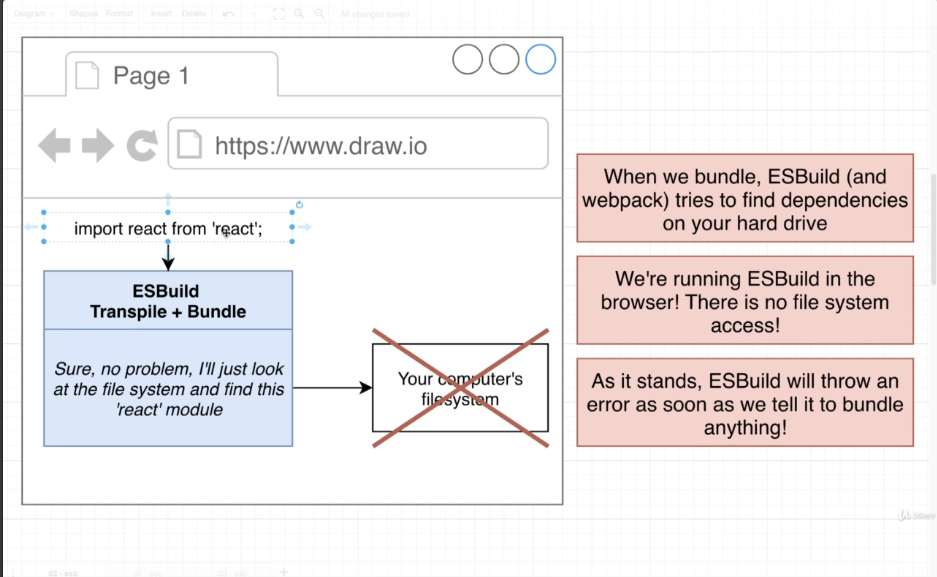 Diagram
Shapes Format Insert Delete
All changes saved
Page 1
https://www.draw.io
import react from 'react';
ESBuild
Transpile + Bundle
Sure, no problem, I'll just look
at the file system and find this
'react' module
Your computer's
filesystem
When we bundle, ESBuild (and
webpack) tries to find dependencies
on your hard drive
We're running ESBuild in the
browser! There is no file system
access!
As it stands, ESBuild will throw an
error as soon as we tell it to bundle
anything!
Udemy